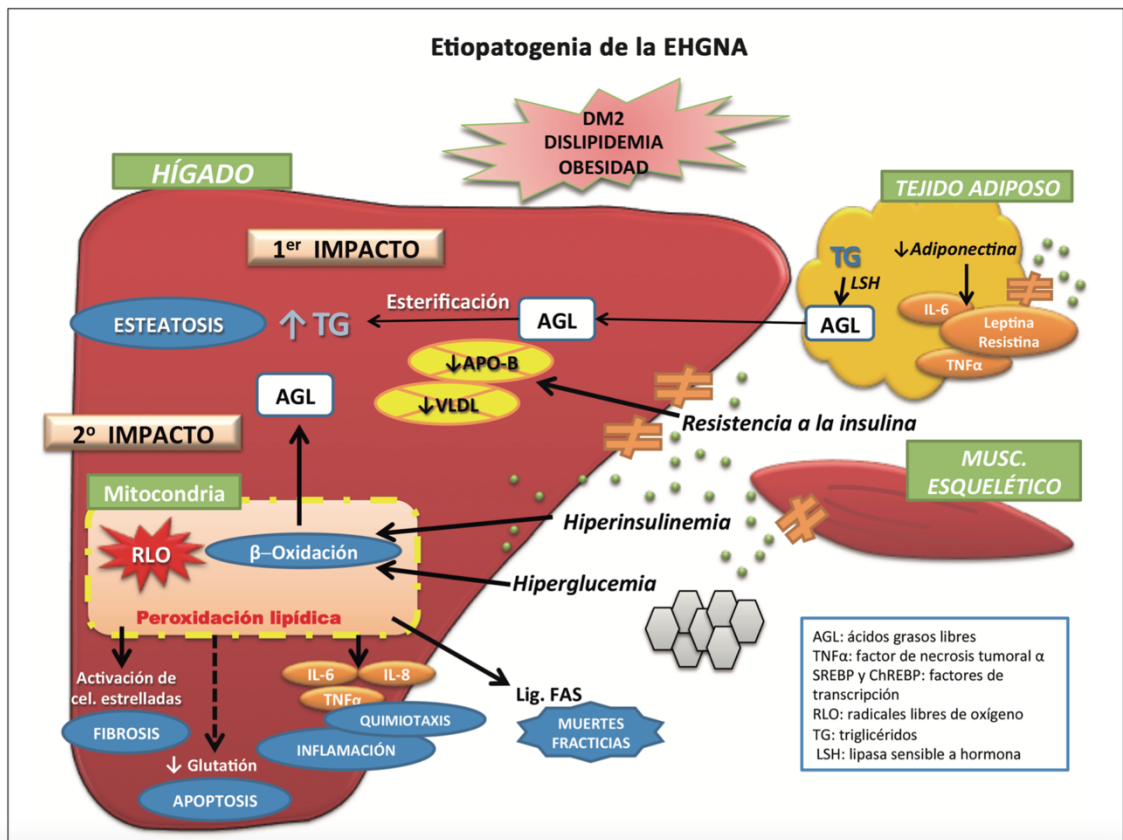 Etiopatogenia de la EHGNA
DM2
DISLIPIDEMIA
OBESIDAD
HÍGADO
TEJIDO ADIPOSO
1er IMPACTO
TG
LSH
AGL
↓Adiponectina
IL-6
Leptina
Resistina
TNFα
ESTEATOSIS
↑ TG
Esterificación
AGL
↓APO-B
↓VLDL
AGL
Resistencia a la insulina
2º IMPACTO
MUSC.
ESQUELÉTICO
Mitocondria
RLO
β–Oxidación
Peroxidación lipídica
Hiperinsulinemia
Hiperglucemia
Activación de
cel. estrelladas
FIBROSIS
↓ Glutatión
APOPTOSIS
IL-6
IL-8
TNFα
QUIMIOTAXIS
INFLAMACIÓN
Lig. FAS
MUERTES
FRACTICIAS
AGL: ácidos grasos libres
TNFα: factor de necrosis tumoral α
SREBP y ChREBP: factores de
transcripción
RLO: radicales libres de oxígeno
TG: triglicéridos
LSH: lipasa sensible a hormona